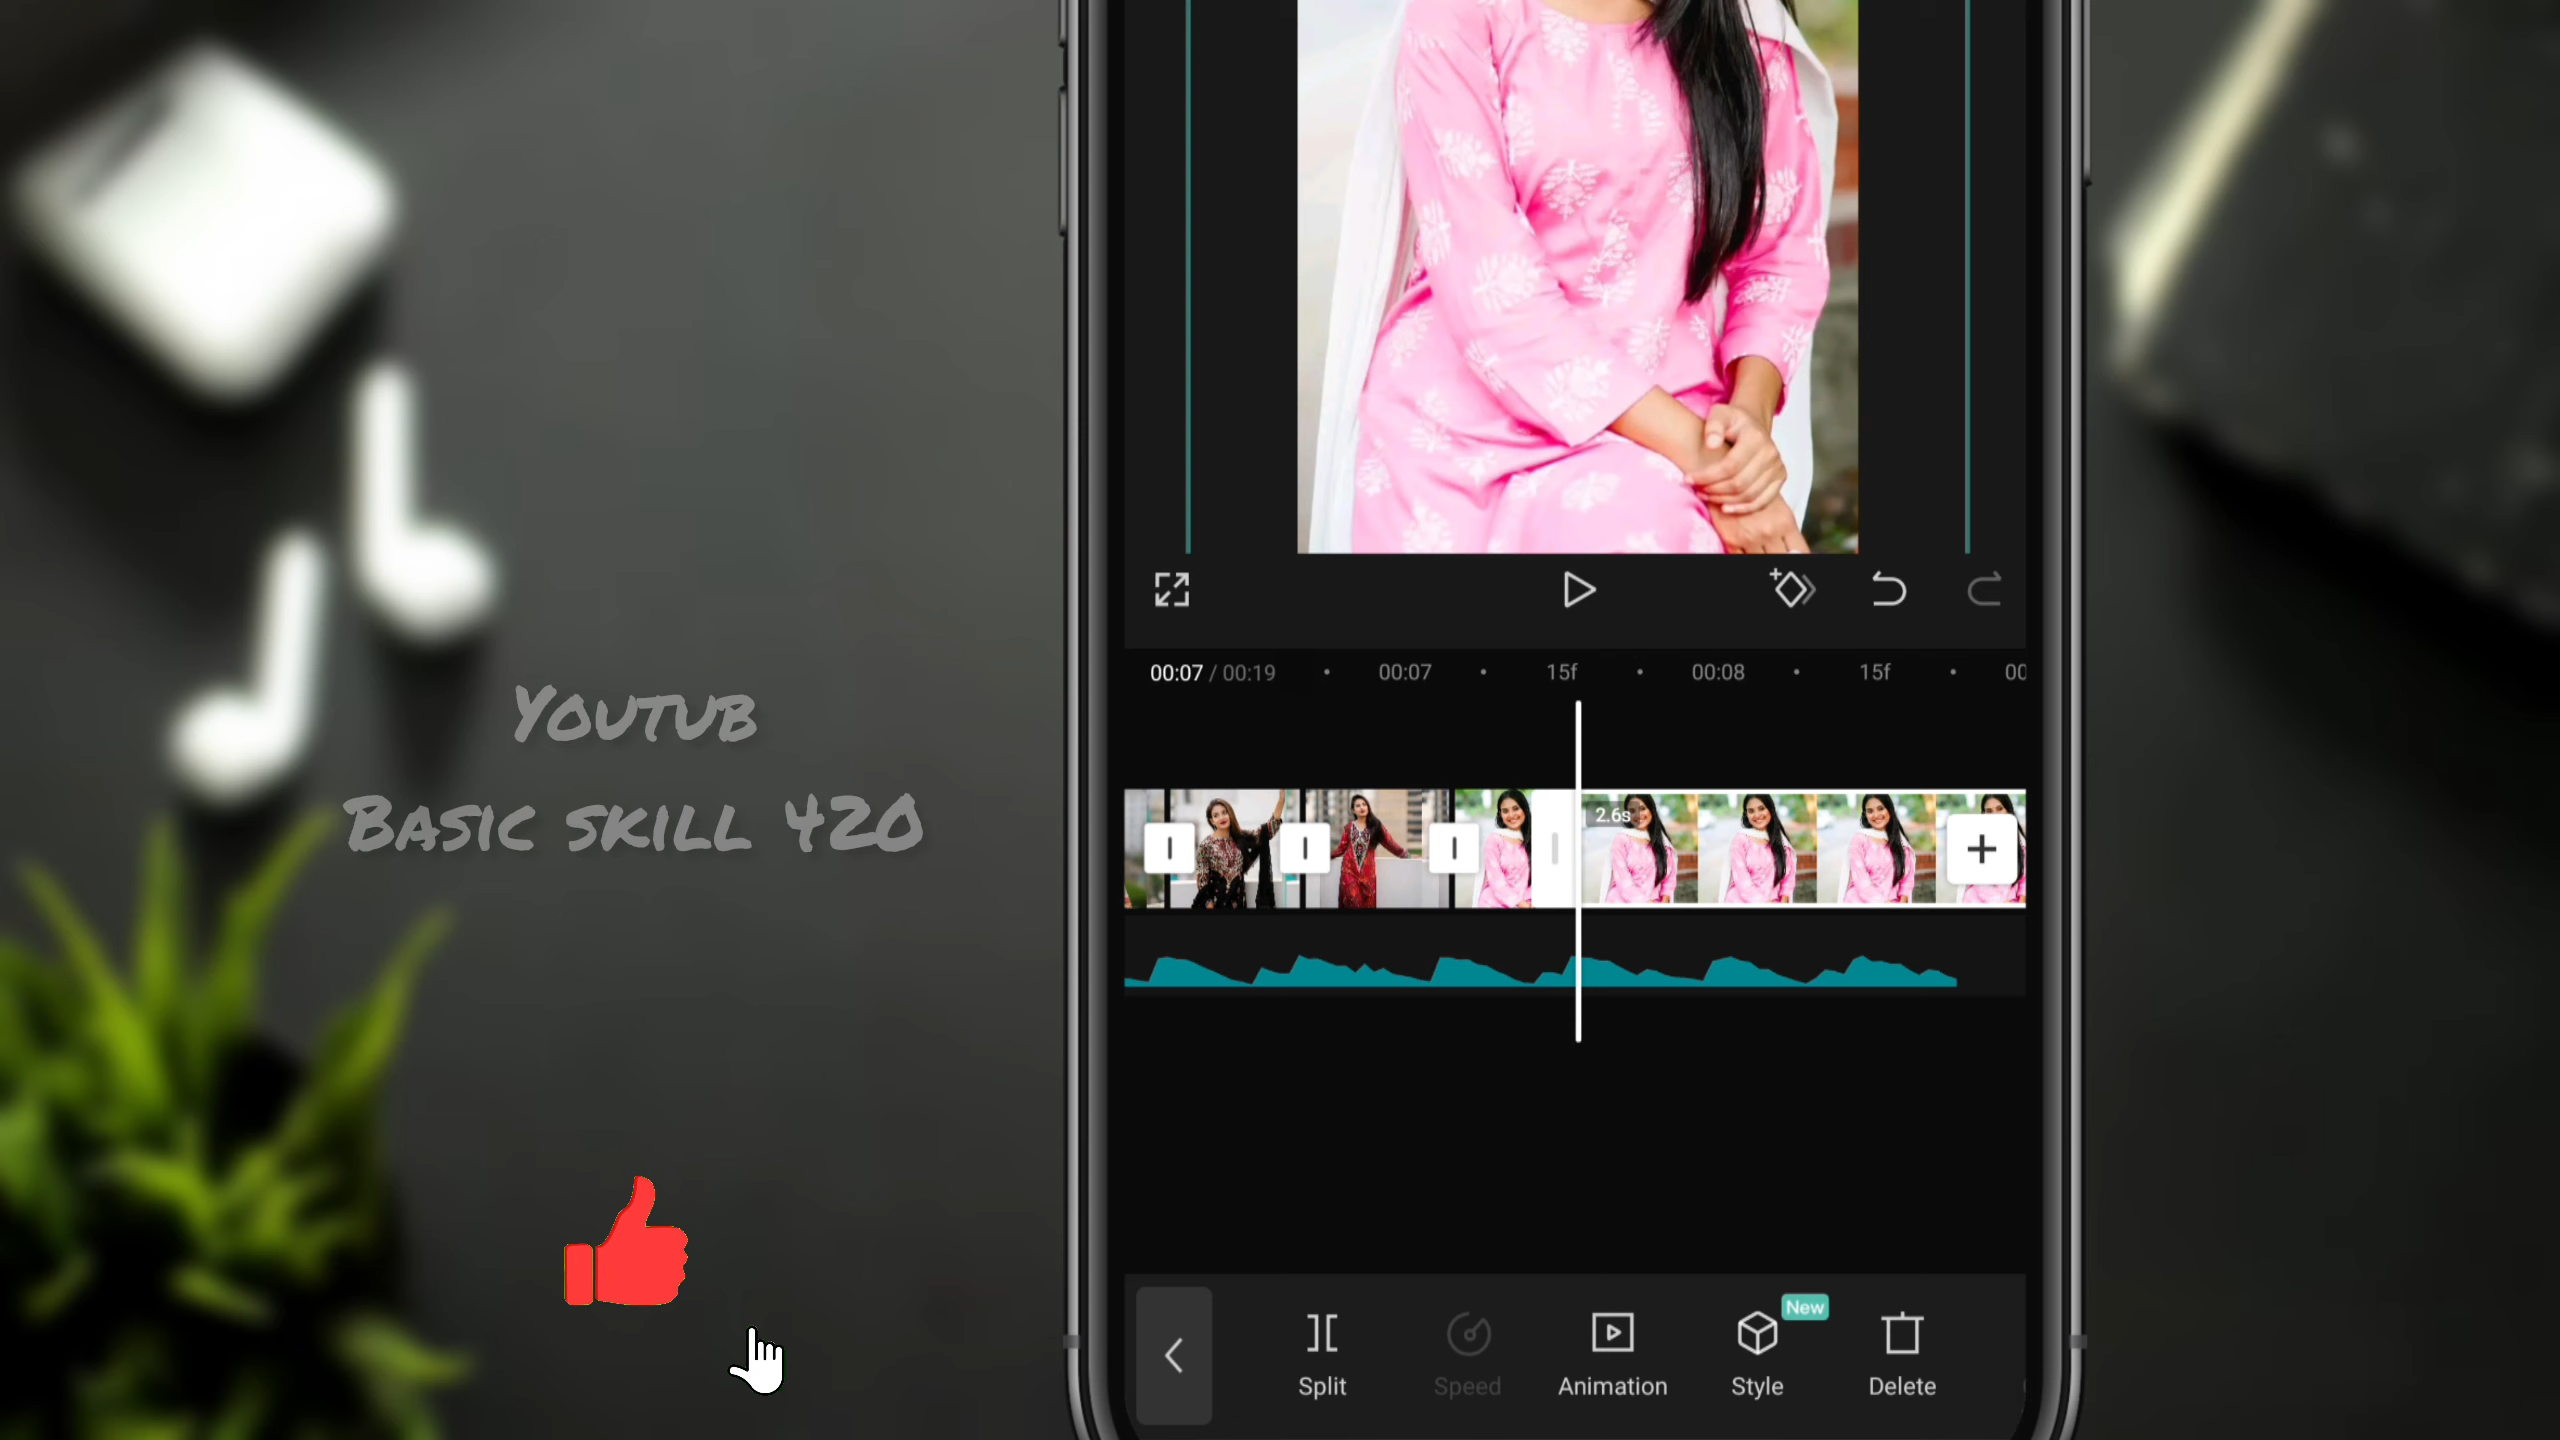 Youtub
Basic skill 420
00:07 / 00:19
00:07
15f
00:08
15f
00
2.6s
New
Split
Speed
Animation
Style
Delete